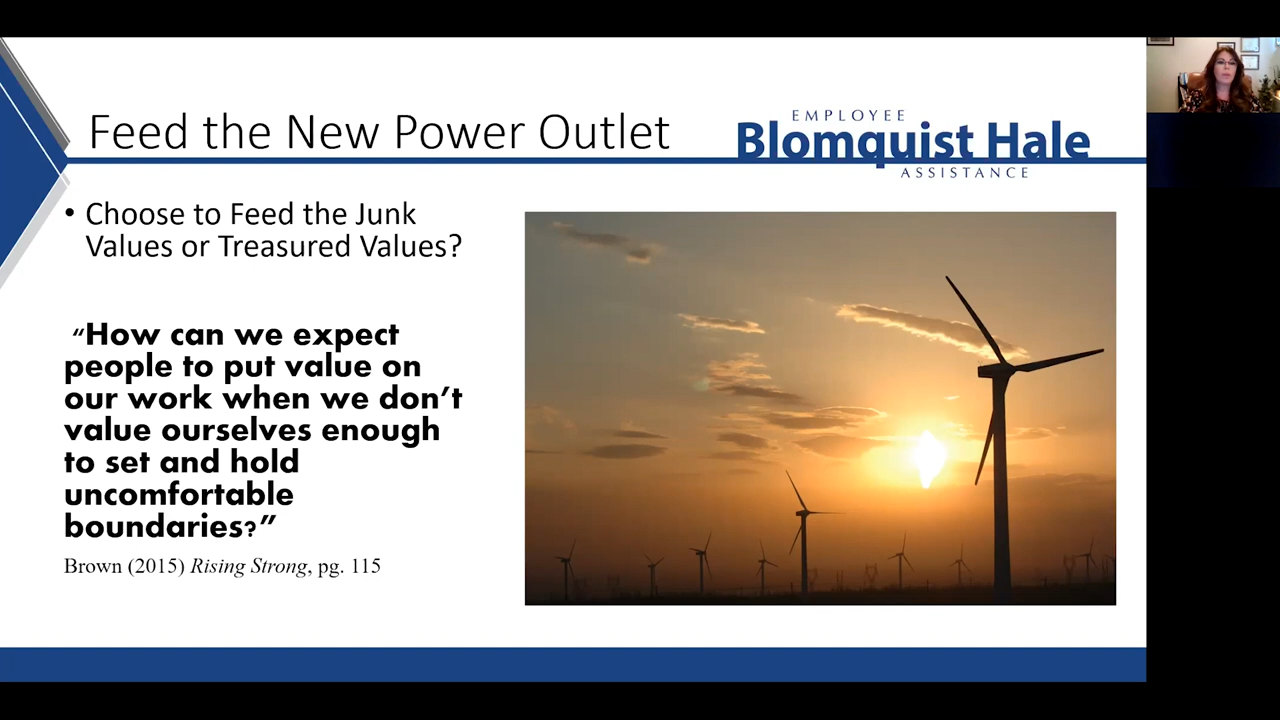 Feed the New Power Outlet
EMPLOYEE
Blomquist Hale
ASSISTANCE
• Choose to Feed the Junk
Values or Treasured Values?
“How can we expect
people to put value on
our work when we don’t
value ourselves enough
to set and hold
uncomfortable
boundaries?”
Brown (2015) Rising Strong, pg. 115